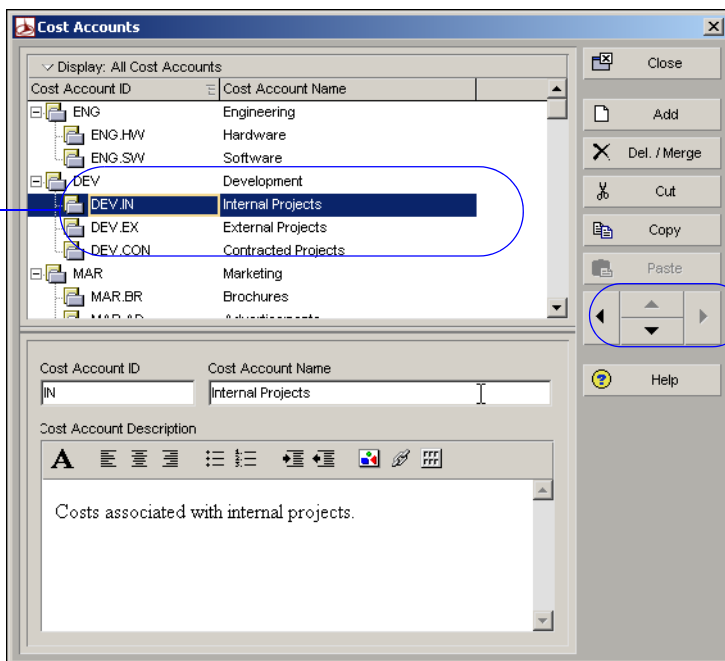 Cost Accounts
Display: All Cost Accounts
Cost Account ID Cost Account Name
ENG Engineering
ENG.HW Hardware
ENG.SW Software
DEV Development
DEV.IN Internal Projects
DEV.EX External Projects
DEV.CON Contracted Projects
MAR Marketing
MAR.BR Brochures
Close
Add
Del. / Merge
Cut
Copy
Paste
Help
Cost Account ID Cost Account Name
IN Internal Projects
Cost Account Description
A
Costs associated with internal projects.